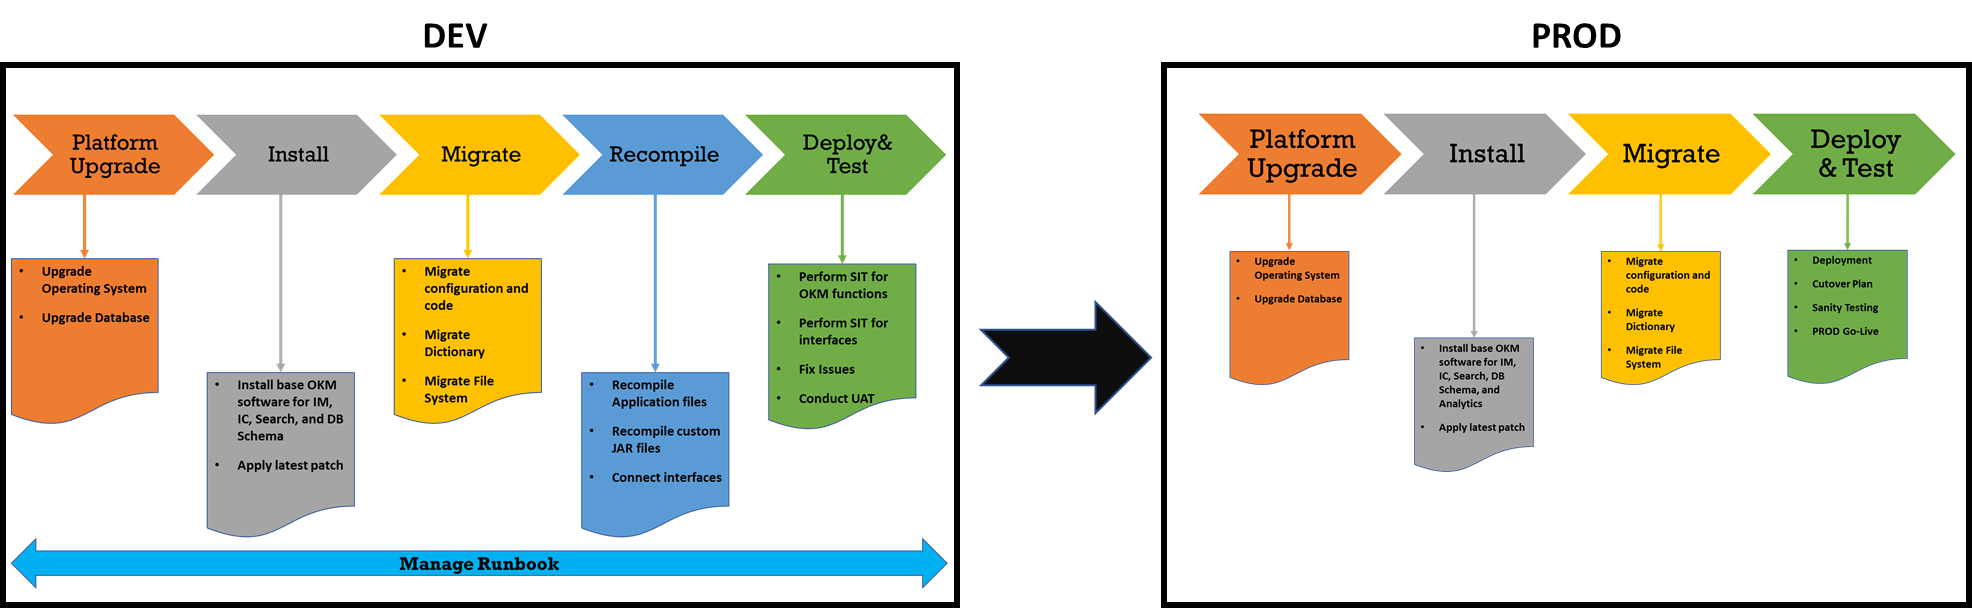 DEV
Platform
Upgrade
Install
Migrate
Recompile
Deploy&
Test
• Upgrade
Operating System
• Upgrade Database
• Install base OKM
software for IM,
IC, Search, and DB
Schema
• Apply latest patch
• Migrate
configuration and
code
• Migrate
Dictionary
• Migrate File
System
• Recompile
Application files
• Recompile custom
JAR files
• Connect interfaces
• Perform SIT for
OKM functions
• Perform SIT for
interfaces
• Fix Issues
• Conduct UAT
Manage Runbook
PROD
Platform
Upgrade
Install
Migrate
Deploy
& Test
• Upgrade
Operating System
• Upgrade Database
• Install base OKM
software for IM,
IC, Search, DB
Schema, and
Analytics
• Apply latest patch
• Migrate
configuration and
code
• Migrate
Dictionary
• Migrate File
System
• Deployment
• Cutover Plan
• Sanity Testing
• PROD Go-Live